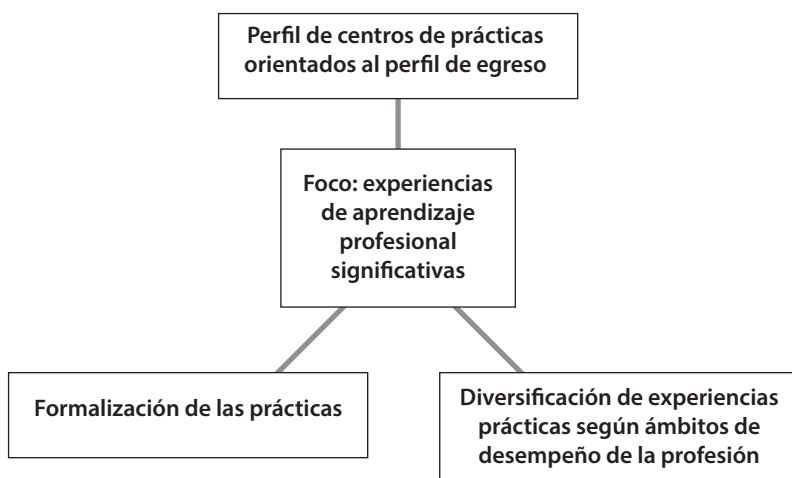 Perfil de centros de prácticas
orientados al perfil de egreso
Foco: experiencias
de aprendizaje
profesional
significativas
Formalización de las prácticas
Diversificación de experiencias
prácticas según ámbitos de
desempeño de la profesión